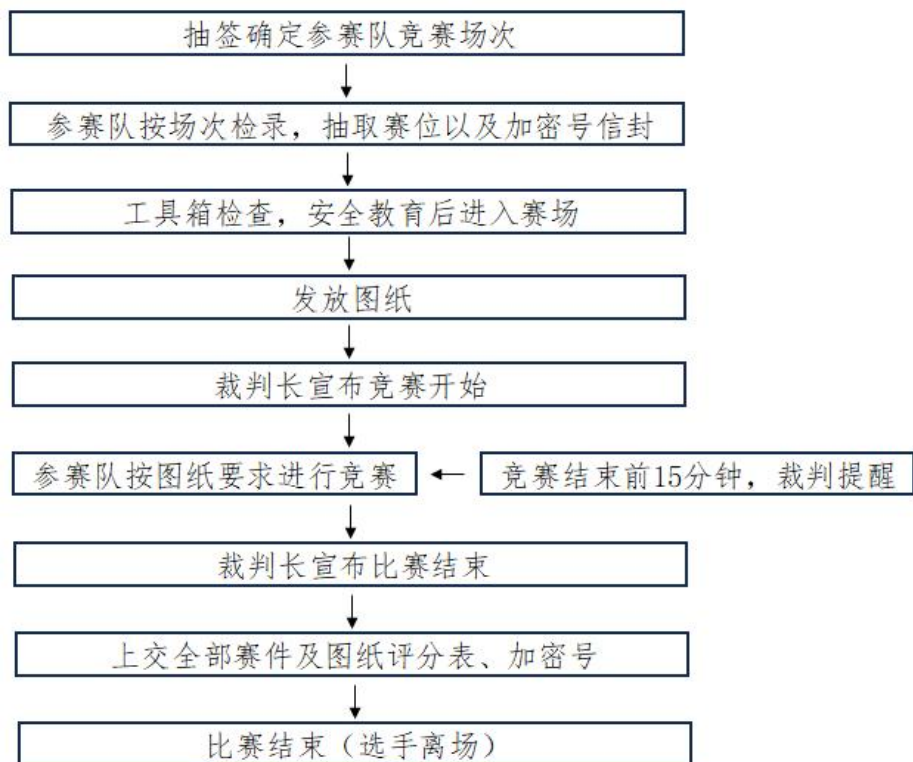 抽签确定参赛队竞赛场次
参赛队按场次检录，抽取赛位以及加密号信封
工具箱检查，安全教育后进入赛场
发放图纸
裁判长宣布竞赛开始
参赛队按图纸要求进行竞赛
竞赛结束前15分钟，裁判提醒
裁判长宣布比赛结束
上交全部赛件及图纸评分表、加密号
比赛结束（选手离场）